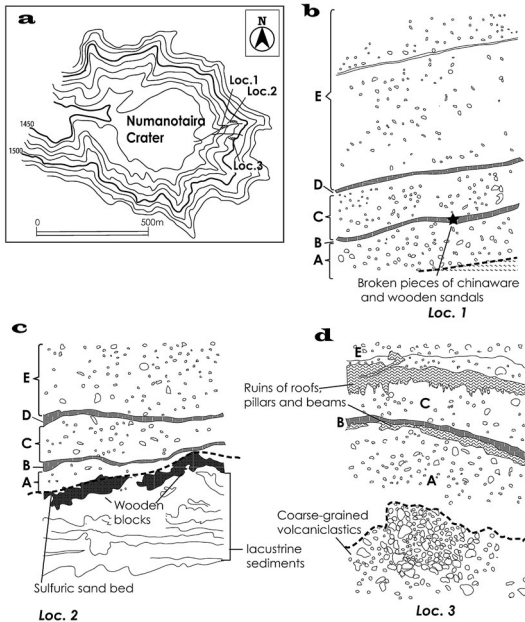 a
N
Loc.1
Loc.2
Numanotaira
Crater
1450
1500
Loc.3
0
500m
b
E
D
C
B
A
Broken pieces of chinaware
and wooden sandals
Loc. 1
c
E
D
C
B
A
Wooden
blocks
lacustrine
sediments
Sulfuric sand bed
Loc. 2
d
E
Ruins of roofs,
pillars and beams
C
B
A
Coarse-grained
volcaniclastics
Loc. 3